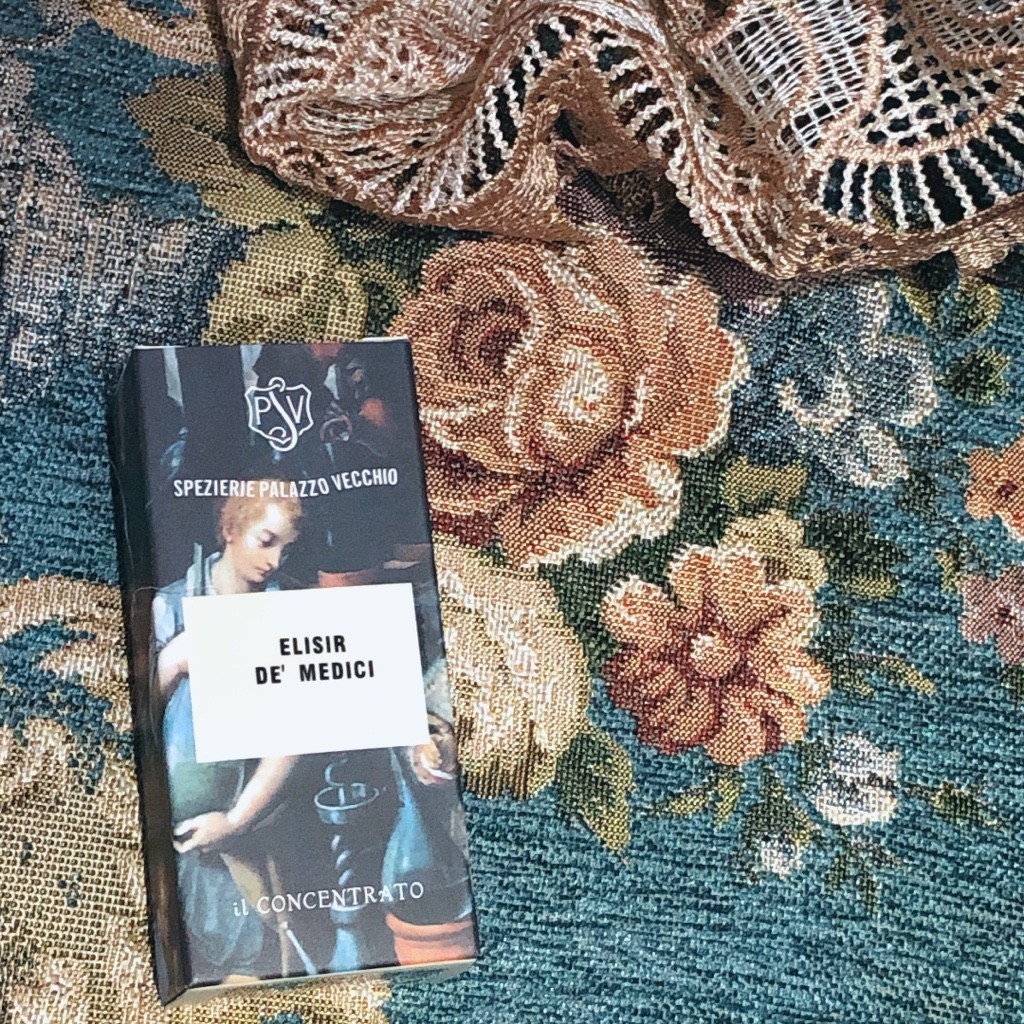 PSV
SPEZIERIE PALAZZO VECCHIO
ELISIR
DE' MEDICI
il CONCENTRATO